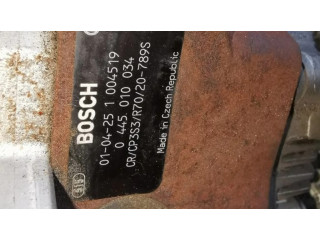 BOSCH
01-04-25 1 004519
0 445 010 034
CR/CP3S3/R70/20-789S
Made in Czech Republic